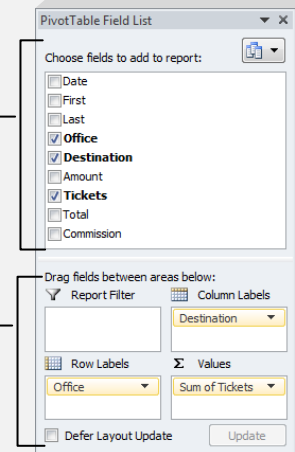 PivotTable Field List
Choose fields to add to report:
Date
First
Last
Office
Destination
Amount
Tickets
Total
Commission
Drag fields between areas below:
Report Filter
Column Labels
Destination
Row Labels
Σ Values
Office
Sum of Tickets
Defer Layout Update
Update